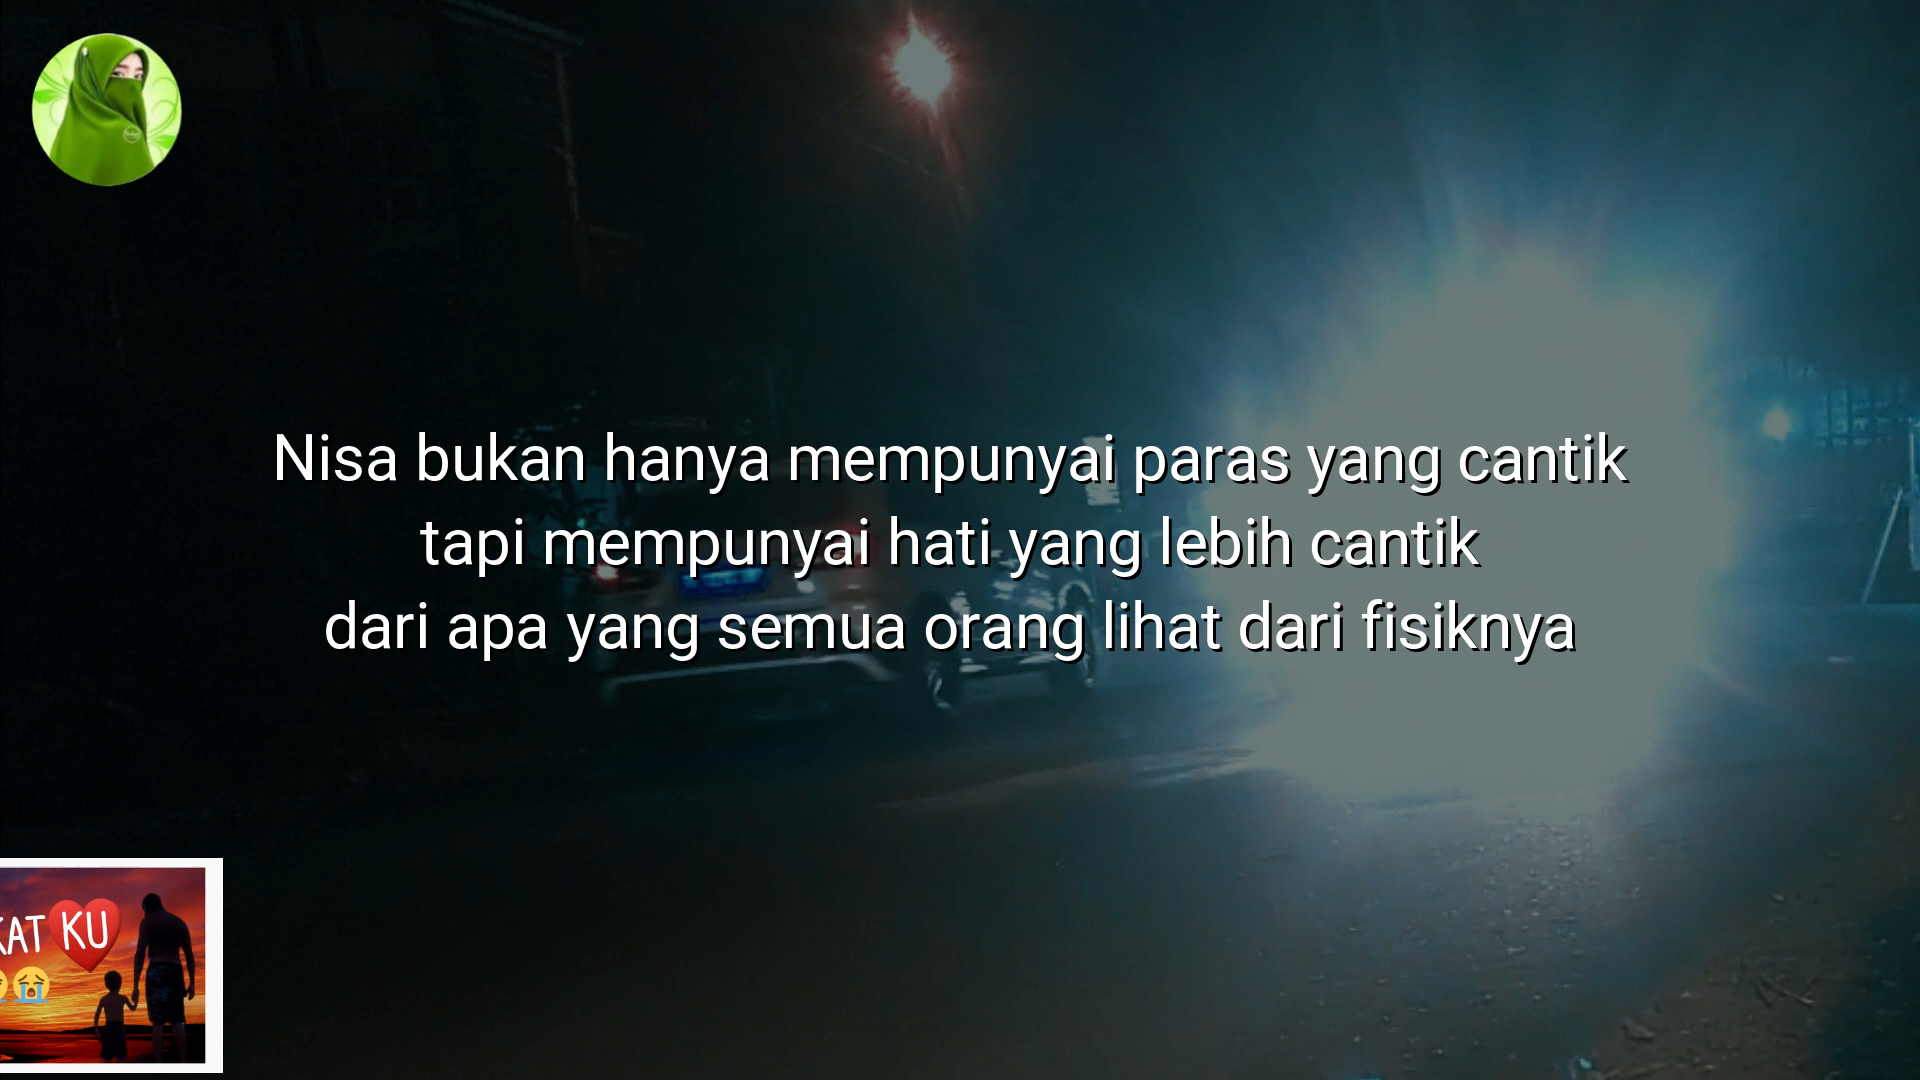 Nisa bukan hanya mempunyai paras yang cantik
tapi mempunyai hati yang lebih cantik
dari apa yang semua orang lihat dari fisiknya
KU